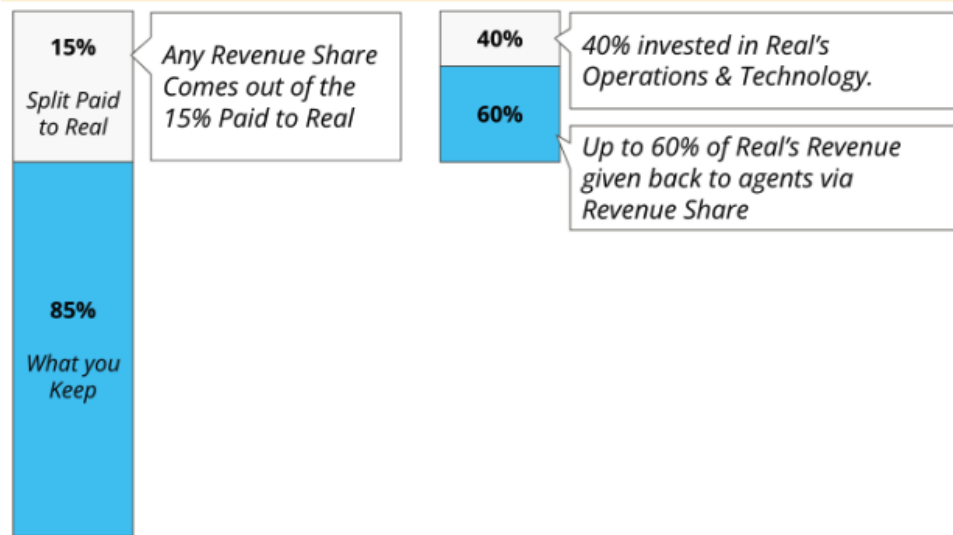 15%
Split Paid
to Real
Any Revenue Share
Comes out of the
15% Paid to Real
85%
What you
Keep
40%
40% invested in Real's
Operations & Technology.
60%
Up to 60% of Real's Revenue
given back to agents via
Revenue Share